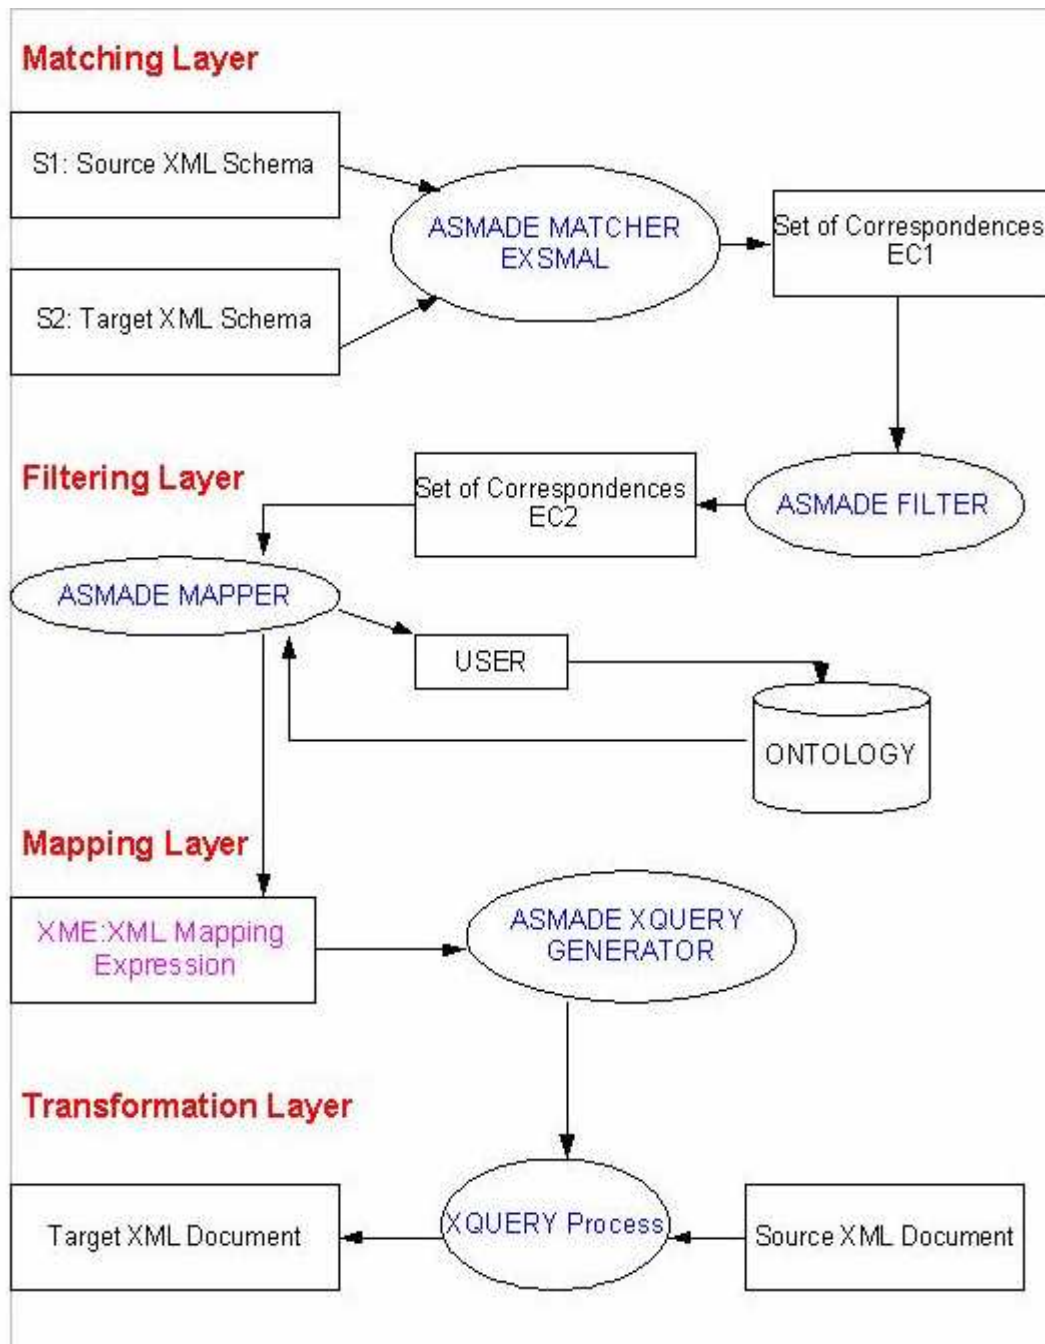 Matching Layer
S1: Source XML Schema
ASMADE MATCHER
EXSMAL
Set of Correspondences
EC1
S2: Target XML Schema
Filtering Layer
Set of Correspondences
EC2
ASMADE FILTER
ASMADE MAPPER
USER
ONTOLOGY
Mapping Layer
XME:XML Mapping
Expression
ASMADE XQUERY
GENERATOR
Transformation Layer
Target XML Document
XQUERY Process
Source XML Document